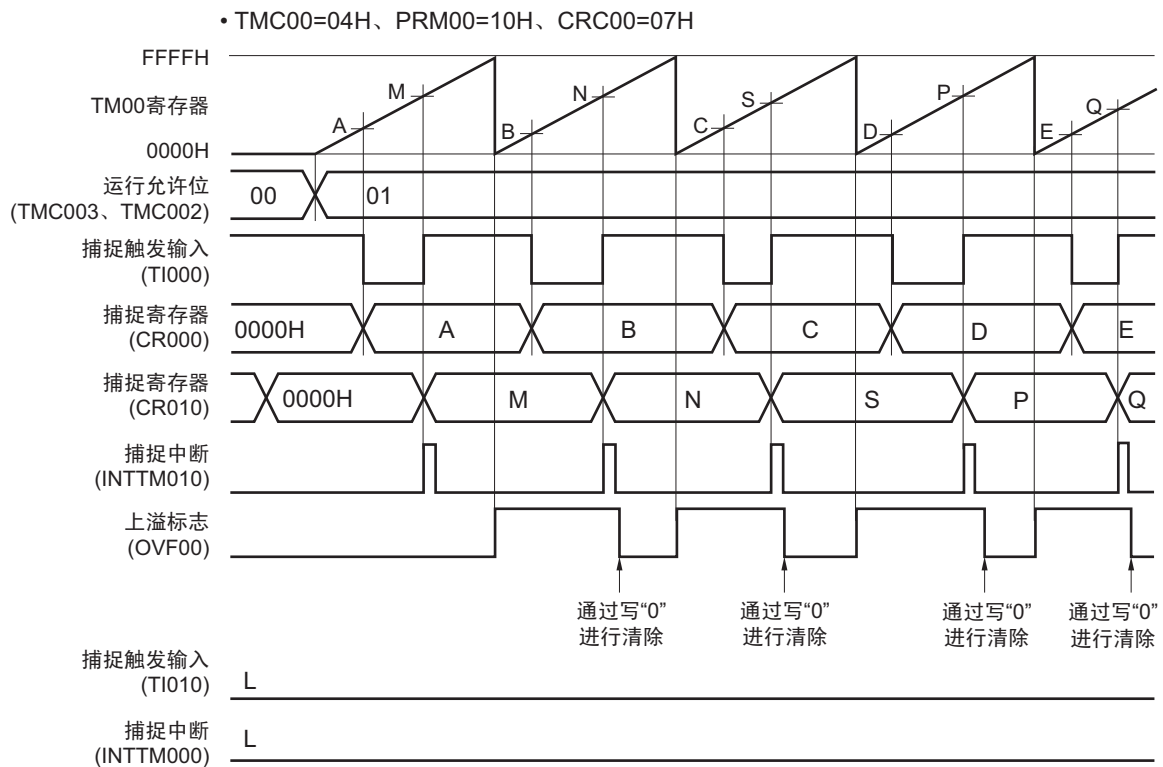 • TMC00=04H、PRM00=10H、CRC00=07H
FFFFH
TM00寄存器
0000H
A M B N C S D P E Q
运行允许位
(TMC003、TMC002)
00 01
捕捉触发输入
(TI000)
捕捉寄存器
(CR000)
0000H A B C D E
捕捉寄存器
(CR010)
0000H M N S P Q
捕捉中断
(INTTM010)
上溢标志
(OVF00)
通过写“0” 通过写“0” 通过写“0” 通过写“0”
进行清除 进行清除 进行清除 进行清除
捕捉触发输入
(TI010)
L
捕捉中断
(INTTM000)
L